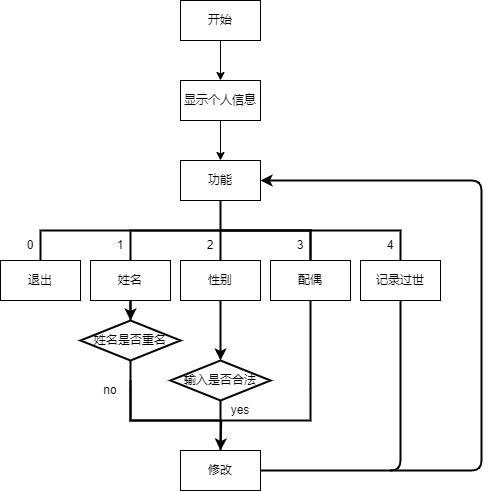 开始
显示个人信息
功能
0
1
2
3
4
退出
姓名
性别
配偶
记录过世
姓名是否重名
输入是否合法
no
yes
修改